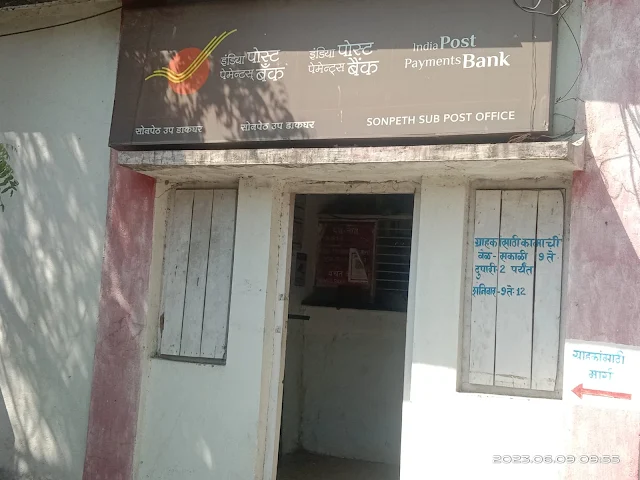 इंडिया पोस्ट
पेमेन्टस् बँक
इंडिया पोस्ट
पेमेंट्स बैंक
India Post
Payments Bank
सोनपेठ उप डाकघर
सोनपेठ उप डाकघर
SONPETH SUB POST OFFICE
ग्राहकासाठी कामाची
वेळ - सकाळी 9 ते
दुपारी 2 पर्यंत
शनिवार - 9 ते 12
ग्राहकांसाठी
मार्ग
2023.06.09 09:55